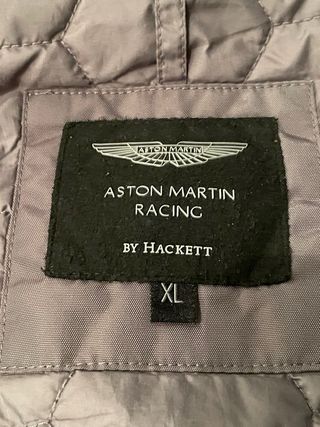 ASTON MARTIN
ASTON MARTIN
RACING
BY HACKETT
XL